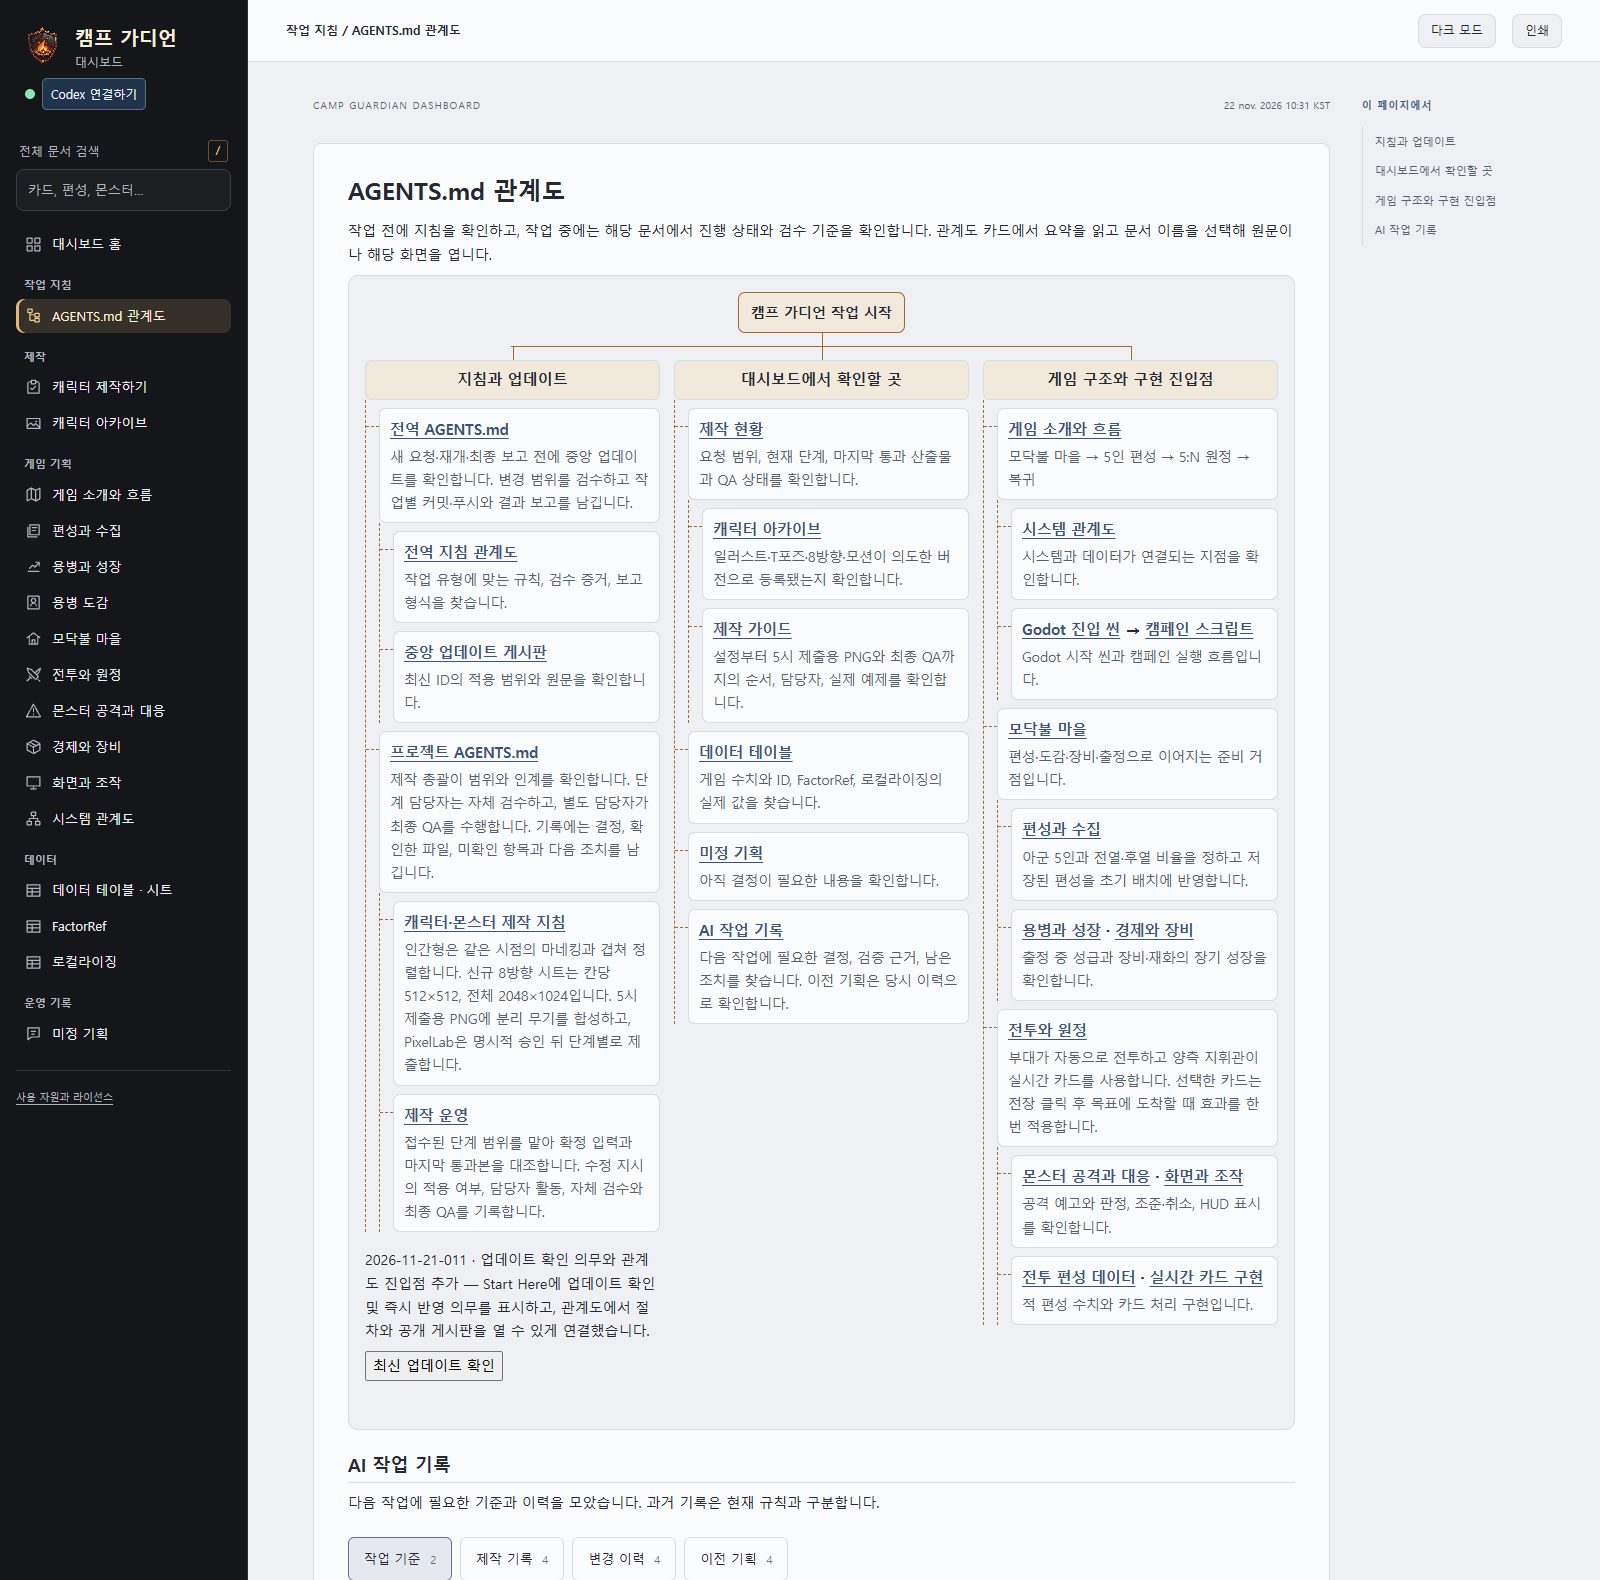 캠프 가디언
대시보드
Codex 연결하기
전체 문서 검색
/
카드, 편성, 몬스터...
대시보드 홈
작업 지침
AGENTS.md 관계도
제작
캐릭터 제작하기
캐릭터 아카이브
게임 기획
게임 소개와 흐름
편성과 수집
용병과 성장
용병 도감
모닥불 마을
전투와 원정
몬스터 공격과 대응
경제와 장비
화면과 조작
시스템 관계도
데이터
데이터 테이블 · 시트
FactorRef
로컬라이징
운영 기록
미정 기획
사용 자원과 라이선스
작업 지침 / AGENTS.md 관계도
다크 모드
인쇄
CAMP GUARDIAN DASHBOARD
22 nov. 2026 10:31 KST
AGENTS.md 관계도
작업 전에 지침을 확인하고, 작업 중에는 해당 문서에서 진행 상태와 검수 기준을 확인합니다. 관계도 카드에서 요약을 읽고 문서 이름을 선택해 원문이
나 해당 화면을 엽니다.
캠프 가디언 작업 시작
지침과 업데이트
전역 AGENTS.md
새 요청·재개·최종 보고 전에 중앙 업데이
트를 확인합니다. 변경 범위를 검수하고 작
업별 커밋·푸시와 결과 보고를 남깁니다.
전역 지침 관계도
작업 유형에 맞는 규칙, 검수 증거, 보고
형식을 찾습니다.
중앙 업데이트 게시판
최신 ID의 적용 범위와 원문을 확인합니
다.
프로젝트 AGENTS.md
제작 총괄이 범위와 인계를 확인합니다. 단
계 담당자는 자체 검수하고, 별도 담당자가
최종 QA를 수행합니다. 기록에는 결정, 확
인한 파일, 미확인 항목과 다음 조치를 남
깁니다.
캐릭터·몬스터 제작 지침
인간형은 같은 시점의 마네킹과 겹쳐 정
렬합니다. 신규 8방향 시트는 칸당
512×512, 전체 2048×1024입니다. 5시
제출용 PNG에 분리 무기를 합성하고,
PixelLab은 명시적 승인 뒤 단계별로 제
출합니다.
제작 운영
접수된 단계 범위를 맡아 확정 입력과
마지막 통과본을 대조합니다. 수정 지시
의 적용 여부, 담당자 활동, 자체 검수와
최종 QA를 기록합니다.
2026-11-21-011 · 업데이트 확인 의무와 관계
도 진입점 추가 — Start Here에 업데이트 확인
및 즉시 반영 의무를 표시하고, 관계도에서 절
차와 공개 게시판을 열 수 있게 연결했습니다.
최신 업데이트 확인
대시보드에서 확인할 곳
제작 현황
요청 범위, 현재 단계, 마지막 통과 산출물
과 QA 상태를 확인합니다.
캐릭터 아카이브
일러스트·T포즈·8방향·모션이 의도한 버
전으로 등록됐는지 확인합니다.
제작 가이드
설정부터 5시 제출용 PNG와 최종 QA까
지의 순서, 담당자, 실제 예제를 확인합
니다.
데이터 테이블
게임 수치와 ID, FactorRef, 로컬라이징의
실제 값을 찾습니다.
미정 기획
아직 결정이 필요한 내용을 확인합니다.
AI 작업 기록
다음 작업에 필요한 결정, 검증 근거, 남은
조치를 찾습니다. 이전 기획은 당시 이력으
로 확인합니다.
게임 구조와 구현 진입점
게임 소개와 흐름
모닥불 마을 → 5인 편성 → 5:N 원정 →
복귀
시스템 관계도
시스템과 데이터가 연결되는 지점을 확
인합니다.
Godot 진입 씬 → 캠페인 스크립트
Godot 시작 씬과 캠페인 실행 흐름입니
다.
모닥불 마을
편성·도감·장비·출정으로 이어지는 준비 거
점입니다.
편성과 수집
아군 5인과 전열·후열 비율을 정하고 저
장된 편성을 초기 배치에 반영합니다.
용병과 성장 · 경제와 장비
출정 중 성급과 장비·재화의 장기 성장을
확인합니다.
전투와 원정
부대가 자동으로 전투하고 양측 지휘관이
실시간 카드를 사용합니다. 선택한 카드는
전장 클릭 후 목표에 도착할 때 효과를 한
번 적용합니다.
몬스터 공격과 대응 · 화면과 조작
공격 예고와 판정, 조준·취소, HUD 표시
를 확인합니다.
전투 편성 데이터 · 실시간 카드 구현
적 편성 수치와 카드 처리 구현입니다.
AI 작업 기록
다음 작업에 필요한 기준과 이력을 모았습니다. 과거 기록은 현재 규칙과 구분합니다.
작업 기준 2
제작 기록 4
변경 이력 4
이전 기획 4
이 페이지에서
지침과 업데이트
대시보드에서 확인할 곳
게임 구조와 구현 진입점
AI 작업 기록